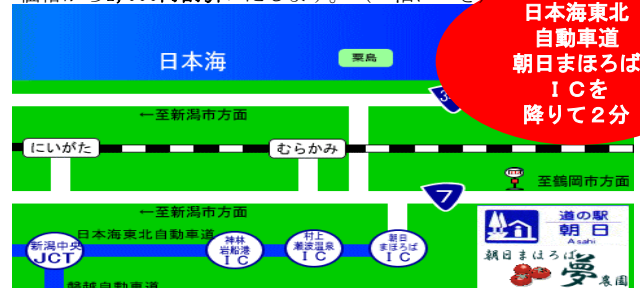 日本海東北
自動車道
朝日まほろば
ＩＣを
降りて２分
日本海
粟島
←至新潟市方面
にいがた
むらかみ
至鶴岡市方面
7
←至新潟市方面
日本海東北自動車道
新潟中央
JCT
神林
岩船港
ＩＣ
村上
瀬波温泉
ＩＣ
朝日
まほろば
ＩＣ
道の駅
朝日
Asahi
朝日まほろば
夢
農園
磐越自動車道